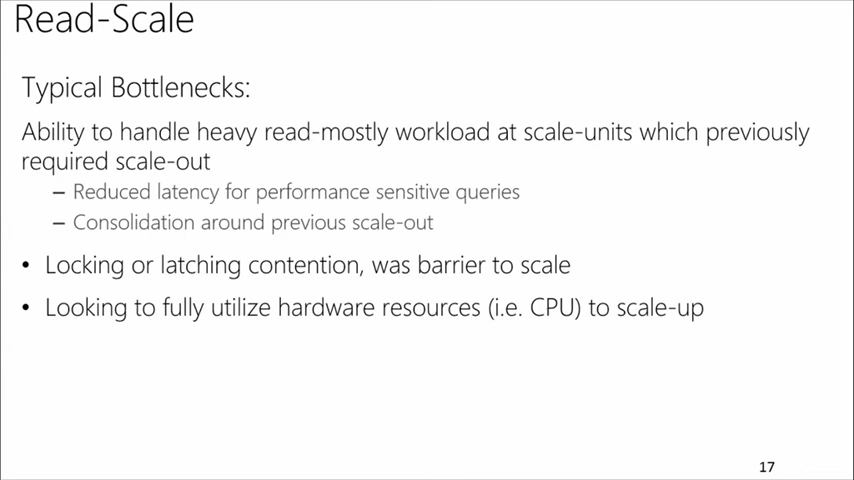 Read-Scale
Typical Bottlenecks:
Ability to handle heavy read-mostly workload at scale-units which previously
required scale-out
– Reduced latency for performance sensitive queries
– Consolidation around previous scale-out
• Locking or latching contention, was barrier to scale
• Looking to fully utilize hardware resources (i.e. CPU) to scale-up
17